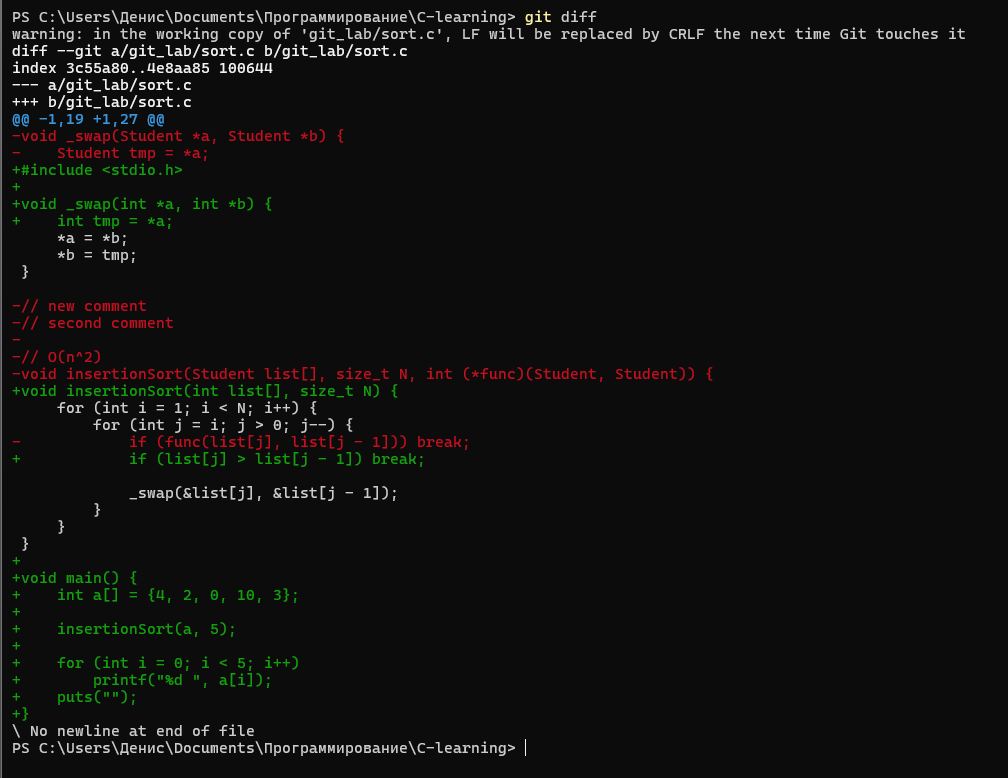 PS C:\Users\Денис\Documents\Программирование\C-learning> git diff
warning: in the working copy of 'git_lab/sort.c', LF will be replaced by CRLF the next time Git touches it
diff --git a/git_lab/sort.c b/git_lab/sort.c
index 3c55a80..4e8aa85 100644
--- a/git_lab/sort.c
+++ b/git_lab/sort.c
@@ -1,19 +1,27 @@
-void _swap(Student *a, Student *b) {
-    Student tmp = *a;
+#include <stdio.h>
+
+void _swap(int *a, int *b) {
+    int tmp = *a;
     *a = *b;
     *b = tmp;
 }

-// new comment
-// second comment
-
-// O(n^2)
-void insertionSort(Student list[], size_t N, int (*func)(Student, Student)) {
+void insertionSort(int list[], size_t N) {
     for (int i = 1; i < N; i++) {
         for (int j = i; j > 0; j--) {
-            if (func(list[j], list[j - 1])) break;
+            if (list[j] > list[j - 1]) break;

             _swap(&list[j], &list[j - 1]);
         }
     }
 }
+
+void main() {
+    int a[] = {4, 2, 0, 10, 3};
+
+    insertionSort(a, 5);
+
+    for (int i = 0; i < 5; i++)
+        printf("%d ", a[i]);
+    puts("");
+}
\ No newline at end of file
PS C:\Users\Денис\Documents\Программирование\C-learning>